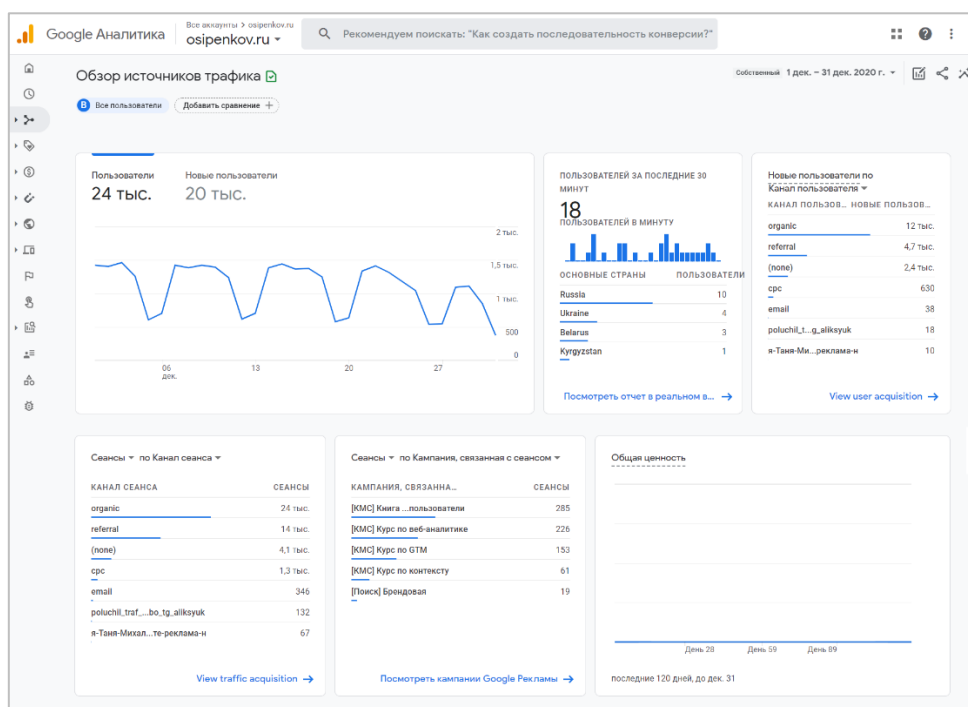 Google Аналитика
Все аккаунты > osipenkov.ru
osipenkov.ru
Рекомендуем поискать: "Как создать последовательность конверсии?"
Обзор источников трафика
Собственный 1 дек. – 31 дек. 2020 г.
В Все пользователи
Добавить сравнение +
Пользователи
24 тыс.
Новые пользователи
20 тыс.
2 тыс.
1,5 тыс.
1 тыс.
500
0
06
дек.
13
20
27
ПОЛЬЗОВАТЕЛЕЙ ЗА ПОСЛЕДНИЕ 30
МИНУТ
18
ПОЛЬЗОВАТЕЛЕЙ В МИНУТУ
ОСНОВНЫЕ СТРАНЫ ПОЛЬЗОВАТЕЛИ
Russia 10
Ukraine 4
Belarus 3
Kyrgyzstan 1
Посмотреть отчет в реальном в... →
Новые пользователи по
Канал пользователя
КАНАЛ ПОЛЬЗОВ... НОВЫЕ ПОЛЬЗОВ...
organic 12 тыс.
referral 4,7 тыс.
(none) 2,4 тыс.
cpc 630
email 38
poluchil_t...g_aliksyuk 18
я-Таня-Ми...реклама-н 10
View user acquisition →
Сеансы по Канал сеанса
КАНАЛ СЕАНСА СЕАНСЫ
organic 24 тыс.
referral 14 тыс.
(none) 4,1 тыс.
cpc 1,3 тыс.
email 346
poluchil_traf_...bo_tg_aliksyuk 132
я-Таня-Михал...те-реклама-н 67
View traffic acquisition →
Сеансы по Кампания, связанная с сеансом
КАМПАНИЯ, СВЯЗАННА... СЕАНСЫ
[КМС] Книга ...пользователи 285
[КМС] Курс по веб-аналитике 226
[КМС] Курс по GTM 153
[КМС] Курс по контексту 61
[Поиск] Брендовая 19
Посмотреть кампании Google Рекламы →
Общая ценность
День 28
День 59
День 89
последние 120 дней, до дек. 31